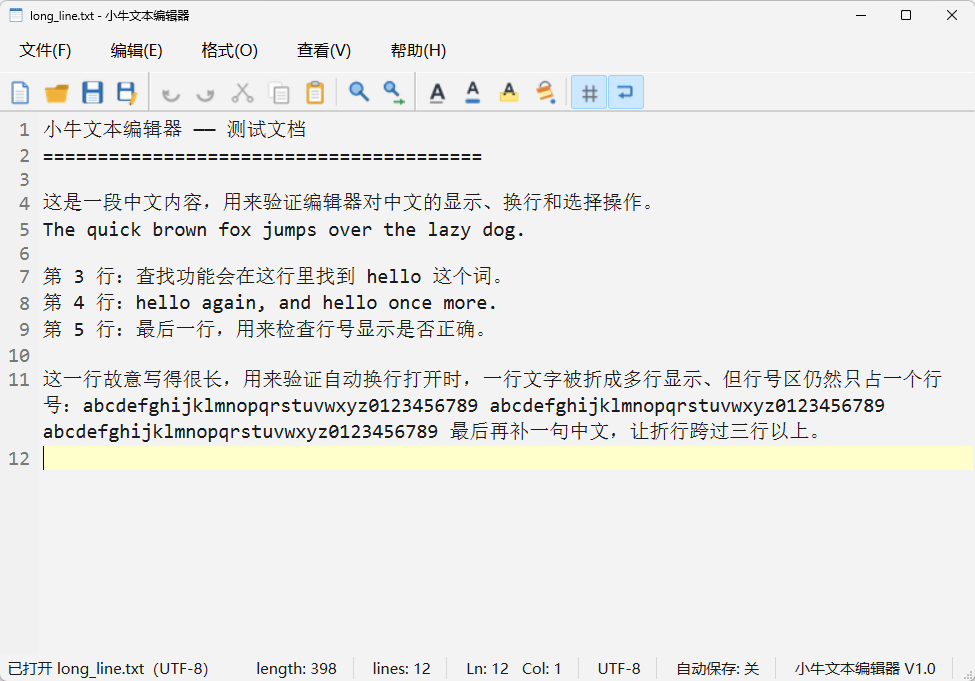 long_line.txt - 小牛文本编辑器
文件(F) 编辑(E) 格式(O) 查看(V) 帮助(H)
1 小牛文本编辑器 —— 测试文档
2 ========================================
3
4 这是一段中文内容，用来验证编辑器对中文的显示、换行和选择操作。
5 The quick brown fox jumps over the lazy dog.
6
7 第 3 行：查找功能会在这行里找到 hello 这个词。
8 第 4 行：hello again, and hello once more.
9 第 5 行：最后一行，用来检查行号显示是否正确。
10
11 这一行故意写得很长，用来验证自动换行打开时，一行文字被折成多行显示、但行号区仍然只占一个行
号：abcdefghijklmnopqrstuvwxyz0123456789 abcdefghijklmnopqrstuvwxyz0123456789
abcdefghijklmnopqrstuvwxyz0123456789 最后再补一句中文，让折行跨过三行以上。
12
已打开 long_line.txt（UTF-8） length: 398 lines: 12 Ln: 12 Col: 1 UTF-8 自动保存: 关 小牛文本编辑器 V1.0